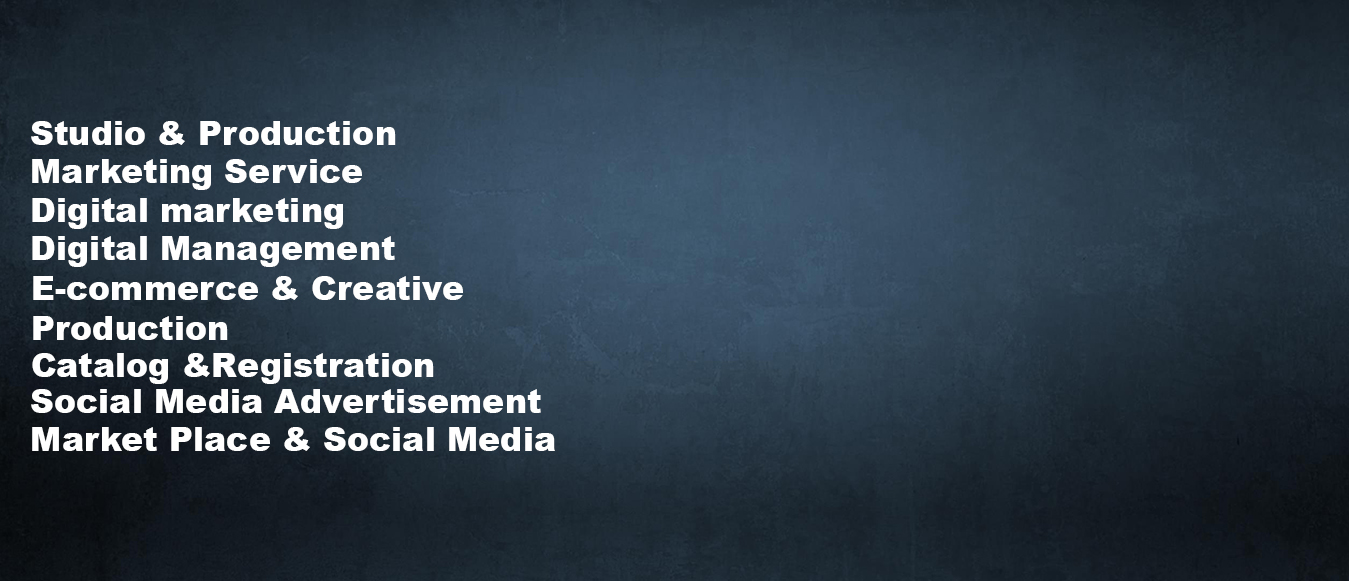 Studio & Production
Marketing Service
Digital marketing
Digital Management
E-commerce & Creative
Production
Catalog &Registration
Social Media Advertisement
Market Place & Social Media